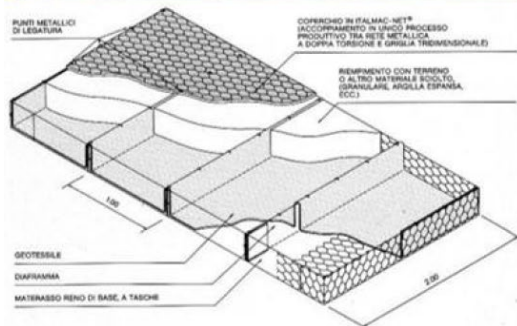 PUNTI METALLICI
DI LEGATURA
COPERCHIO IN ITALMAC-NET®
(ACCOPPIAMENTO IN UNICO PROCESSO
PRODUTTIVO TRA RETE METALLICA
A DOPPIA TORSIONE E GRIGLIA TRIDIMENSIONALE)
RIEMPIMENTO CON TERRENO
O ALTRO MATERIALE SCIOLTO,
(GRANULARE, ARGILLA ESPANSA,
ECC.)
1.00
GEOTESSILE
DIAFRAMMA
MATERASSO RENO DI BASE, A TASCHE
2.00